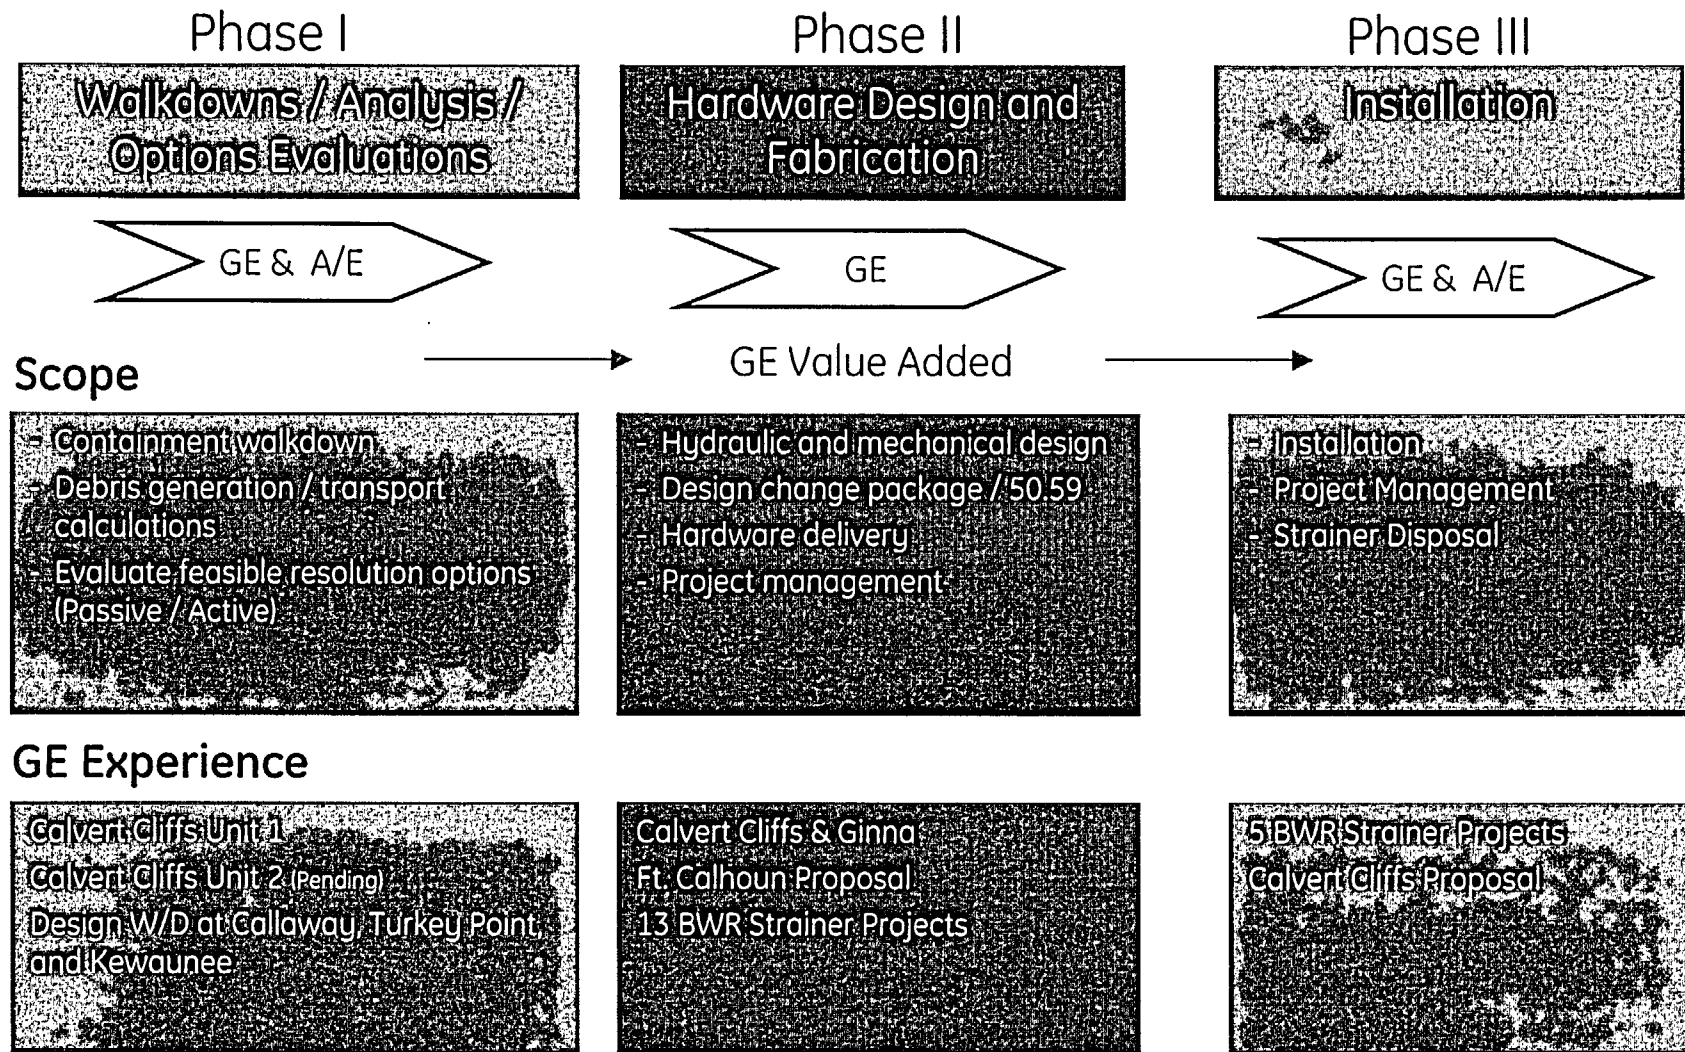 Phase I
Walkdowns / Analysis /
Options Evaluations
Phase II
Hardware Design and
Fabrication
Phase III
Installation
GE & A/E
GE
GE & A/E
GE Value Added
Scope
- Containment walkdown
- Debris generation / transport
calculations
- Evaluate feasible resolution options
(Passive / Active)
- Hydraulic and mechanical design
- Design change package / 50.59
- Hardware delivery
- Project management
- Installation
- Project Management
- Strainer Disposal
GE Experience
Calvert Cliffs Unit 1
Calvert Cliffs Unit 2 (Pending)
Design W/D at Callaway, Turkey Point
and Kewaunee
Calvert Cliffs & Ginna
Ft. Calhoun Proposal
13 BWR Strainer Projects
5 BWR Strainer Projects
Calvert Cliffs Proposal